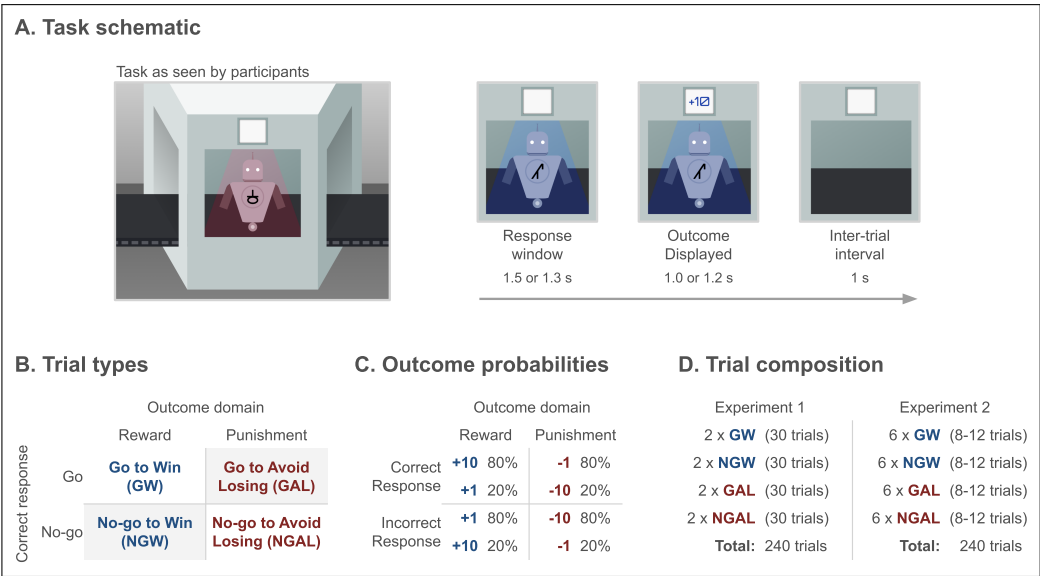 A. Task schematic
Task as seen by participants
Response
window
1.5 or 1.3 s
Outcome
Displayed
1.0 or 1.2 s
Inter-trial
interval
1 s
B. Trial types
Outcome domain
Reward Punishment
Correct response
Go
Go to Win
(GW)
Go to Avoid
Losing (GAL)
No-go
No-go to Win
(NGW)
No-go to Avoid
Losing (NGAL)
C. Outcome probabilities
Outcome domain
Reward Punishment
Correct
Response
+10 80% -1 80%
+1 20% -10 20%
Incorrect
Response
+1 80% -10 80%
+10 20% -1 20%
D. Trial composition
Experiment 1
2 x GW (30 trials)
2 x NGW (30 trials)
2 x GAL (30 trials)
2 x NGAL (30 trials)
Total: 240 trials
Experiment 2
6 x GW (8-12 trials)
6 x NGW (8-12 trials)
6 x GAL (8-12 trials)
6 x NGAL (8-12 trials)
Total: 240 trials